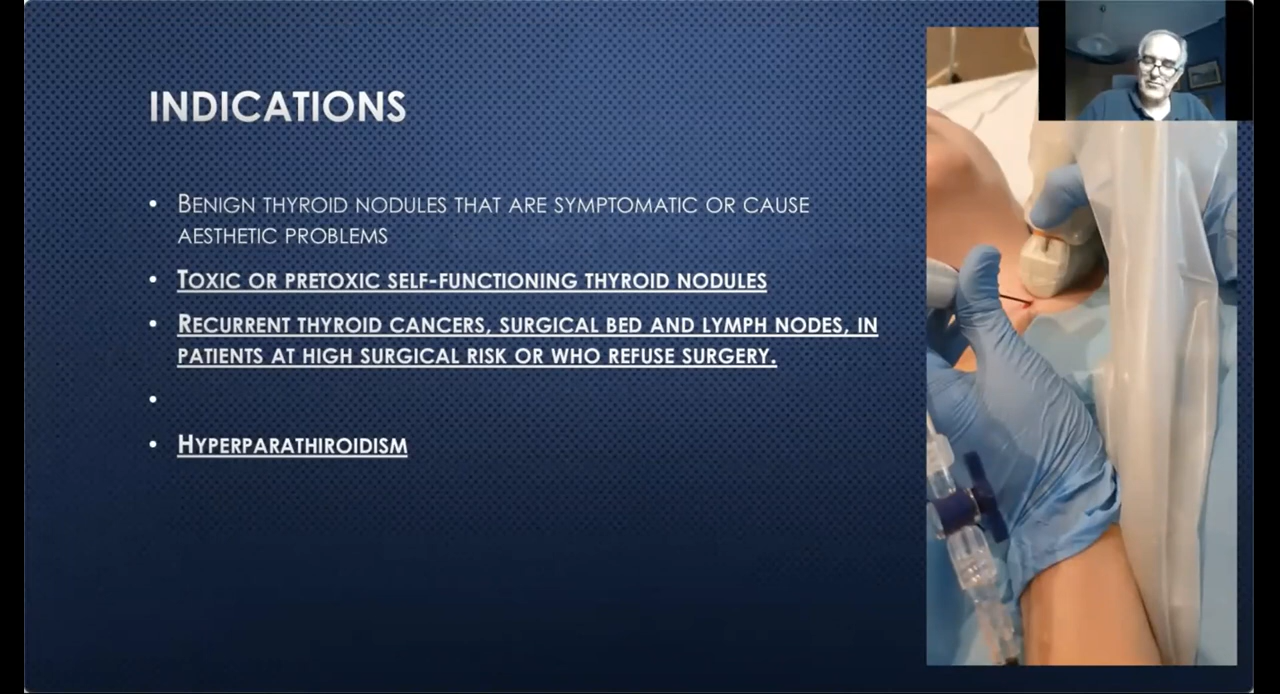 INDICATIONS
• BENIGN THYROID NODULES THAT ARE SYMPTOMATIC OR CAUSE
AESTHETIC PROBLEMS
• TOXIC OR PRETOXIC SELF-FUNCTIONING THYROID NODULES
• RECURRENT THYROID CANCERS, SURGICAL BED AND LYMPH NODES, IN
PATIENTS AT HIGH SURGICAL RISK OR WHO REFUSE SURGERY.
•
• HYPERPARATHIROIDISM